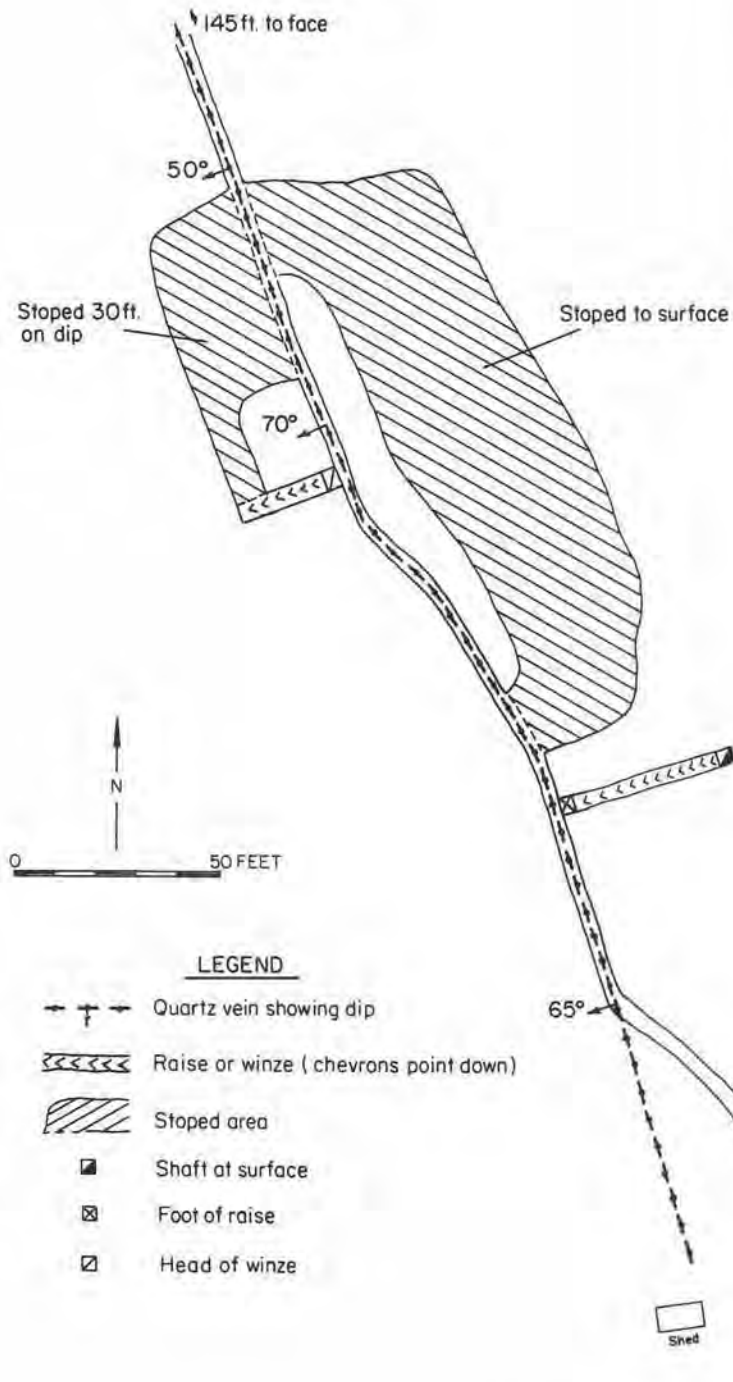 145 ft. to face
50°
Stoped 30 ft.
on dip
Stoped to surface
70°
N
0 50 FEET
65°
LEGEND
Quartz vein showing dip
Raise or winze ( chevrons point down)
Stoped area
Shaft at surface
Foot of raise
Head of winze
Shed